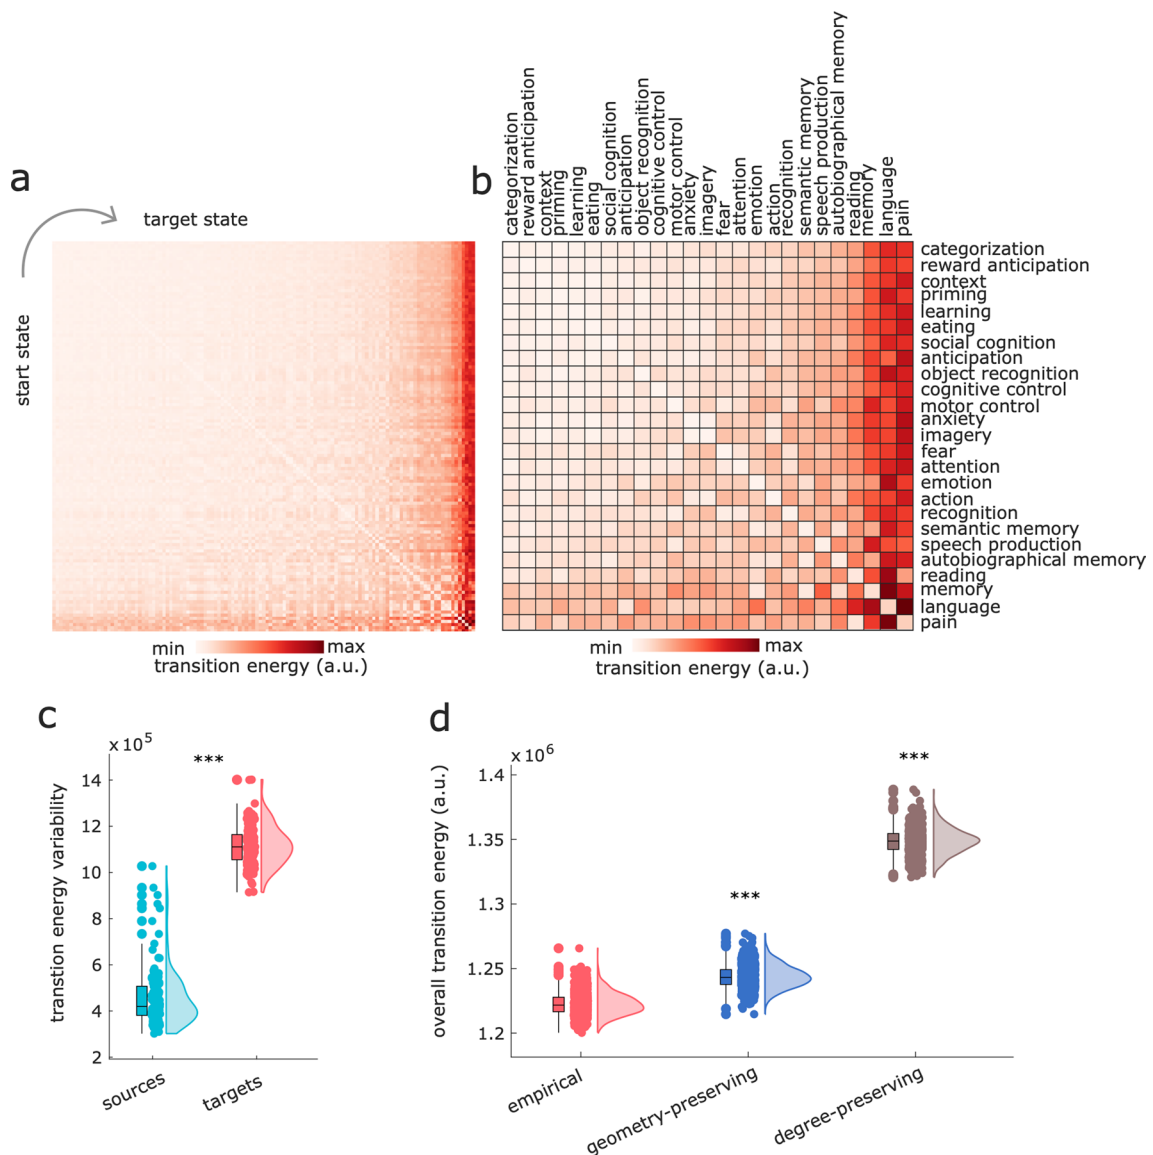 a
target state
start state
min
max
transition energy (a.u.)
b
categorization
reward anticipation
context
priming
learning
eating
social cognition
anticipation
object recognition
cognitive control
motor control
anxiety
imagery
fear
attention
emotion
action
recognition
semantic memory
speech production
autobiographical memory
reading
memory
language
pain
categorization
reward anticipation
context
priming
learning
eating
social cognition
anticipation
object recognition
cognitive control
motor control
anxiety
imagery
fear
attention
emotion
action
recognition
semantic memory
speech production
autobiographical memory
reading
memory
language
pain
min
max
transition energy (a.u.)
c
x 10^5
***
transtion energy variability
14
12
10
8
6
4
2
sources
targets
d
x 10^6
***
***
overall transition energy (a.u.)
1.4
1.35
1.3
1.25
1.2
empirical
geometry-preserving
degree-preserving